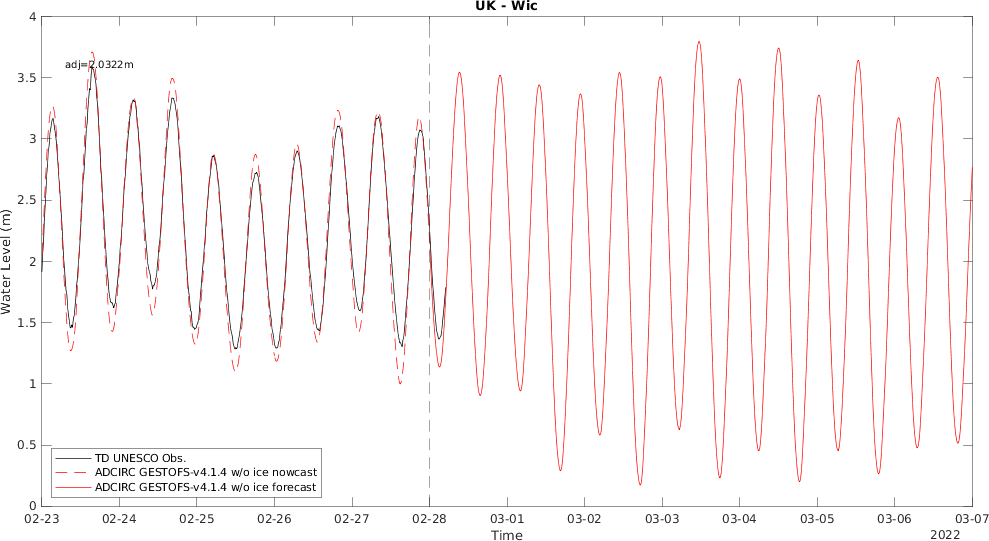 UK - Wic
adj=2.0322m
Water Level (m)
4
3.5
3
2.5
2
1.5
1
0.5
0
TD UNESCO Obs.
ADCIRC GESTOFS-v4.1.4 w/o ice nowcast
ADCIRC GESTOFS-v4.1.4 w/o ice forecast
02-23 02-24 02-25 02-26 02-27 02-28 03-01 03-02 03-03 03-04 03-05 03-06 03-07
Time
2022